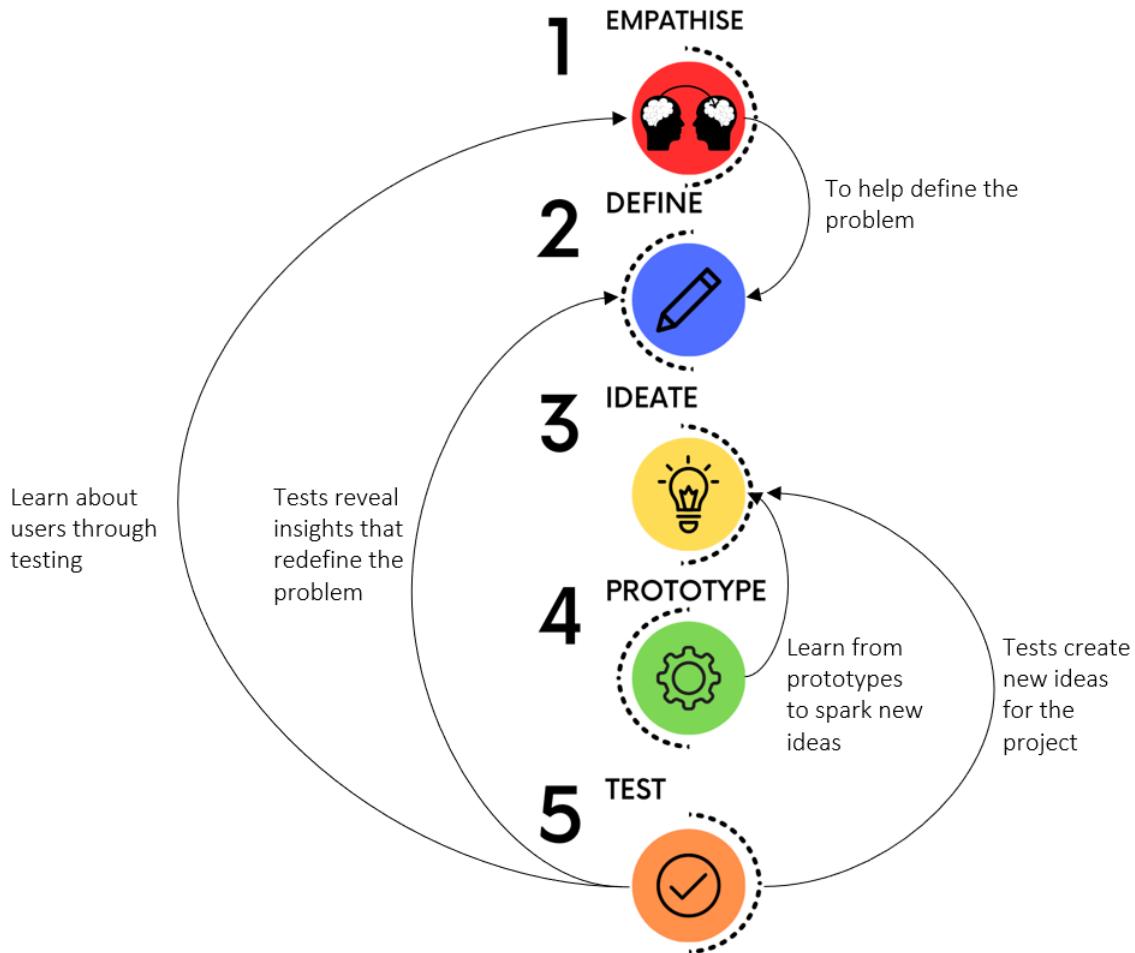 1
EMPATHISE
To help define the
problem
2
DEFINE
3
IDEATE
Learn about
users through
testing
Tests reveal
insights that
redefine the
problem
4
PROTOTYPE
Learn from
prototypes
to spark new
ideas
Tests create
new ideas
for the
project
5
TEST